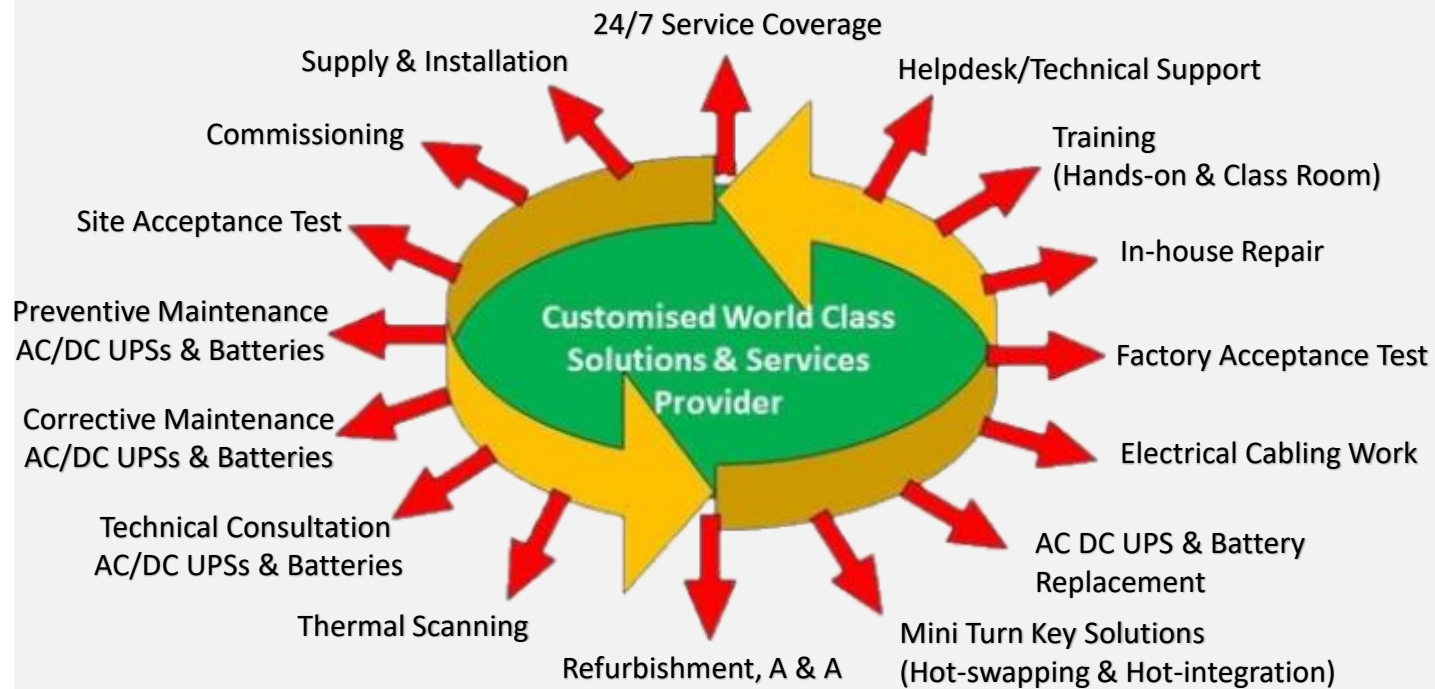 24/7 Service Coverage
Supply & Installation
Helpdesk/Technical Support
Commissioning
Training
(Hands-on & Class Room)
Site Acceptance Test
In-house Repair
Preventive Maintenance
AC/DC UPSs & Batteries
Customised World Class
Solutions & Services
Provider
Factory Acceptance Test
Corrective Maintenance
AC/DC UPSs & Batteries
Electrical Cabling Work
Technical Consultation
AC/DC UPSs & Batteries
AC DC UPS & Battery
Replacement
Thermal Scanning
Mini Turn Key Solutions
(Hot-swapping & Hot-integration)
Refurbishment, A & A